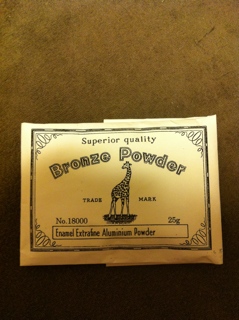 Superior quality
Bronze Powder
TRADE MARK
No.18000 25g
Enamel Extrafine Aluminium Powder